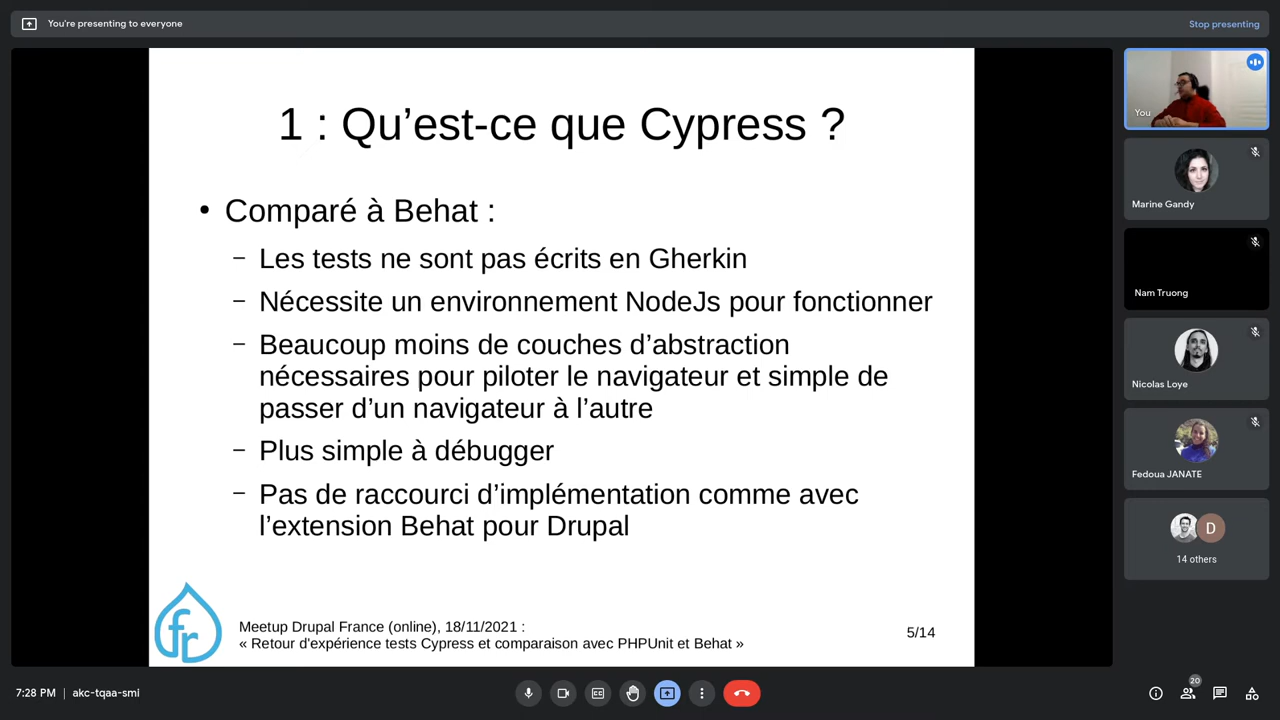 You're presenting to everyone
Stop presenting
1 : Qu’est-ce que Cypress ?
• Comparé à Behat :
– Les tests ne sont pas écrits en Gherkin
– Nécessite un environnement NodeJs pour fonctionner
– Beaucoup moins de couches d’abstraction
nécessaires pour piloter le navigateur et simple de
passer d’un navigateur à l’autre
– Plus simple à débugger
– Pas de raccourci d’implémentation comme avec
l’extension Behat pour Drupal
fr
Meetup Drupal France (online), 18/11/2021 :
« Retour d'expérience tests Cypress et comparaison avec PHPUnit et Behat »
5/14
You
Marine Gandy
Nam Truong
Nicolas Loye
Fedoua JANATE
D
14 others
7:28 PM | akc-tqaa-smi
CC
20